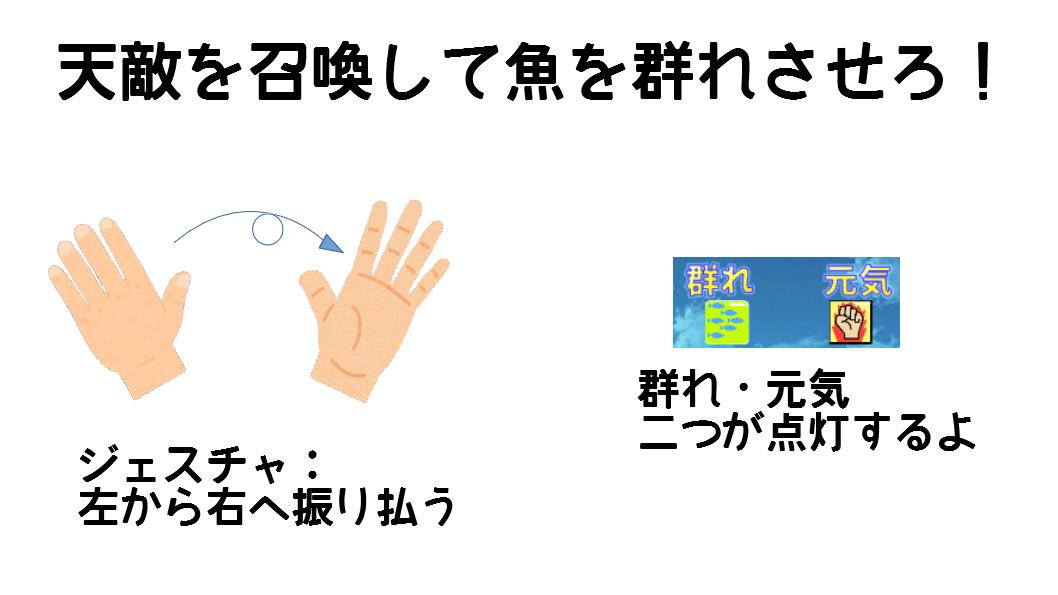 天敵を召喚して魚を群れさせろ！
群れ 元気
群れ・元気
二つが点灯するよ
ジェスチャ：
左から右へ振り払う